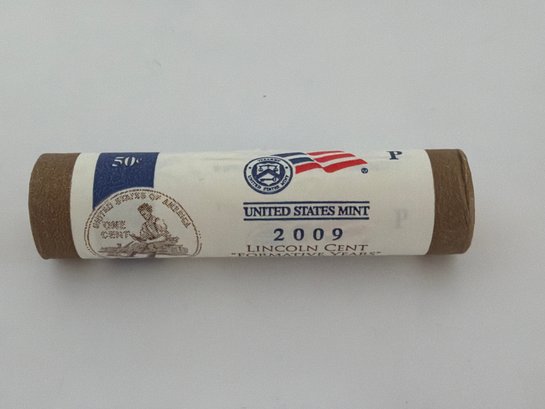 50¢
UNITED STATES OF AMERICA
ONE
CENT
P
®
UNITED STATES MINT
2009
LINCOLN CENT
"FORMATIVE YEARS"
P